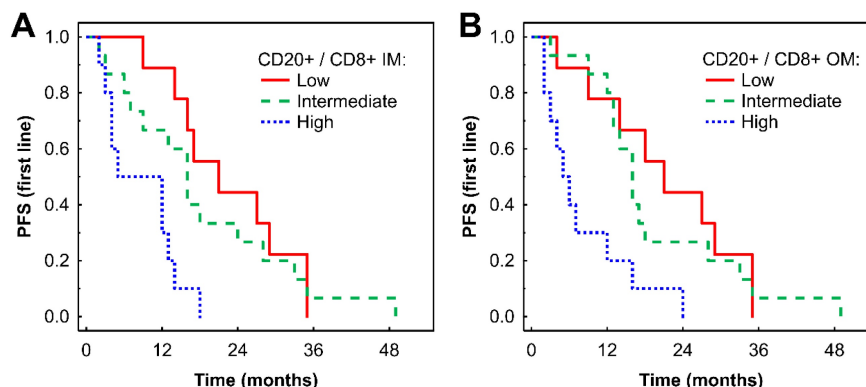 A
PFS (first line)
1.0
0.8
0.6
0.4
0.2
0.0
CD20+ / CD8+ IM:
Low
Intermediate
High
0 12 24 36 48
Time (months)
B
PFS (first line)
1.0
0.8
0.6
0.4
0.2
0.0
CD20+ / CD8+ OM:
Low
Intermediate
High
0 12 24 36 48
Time (months)